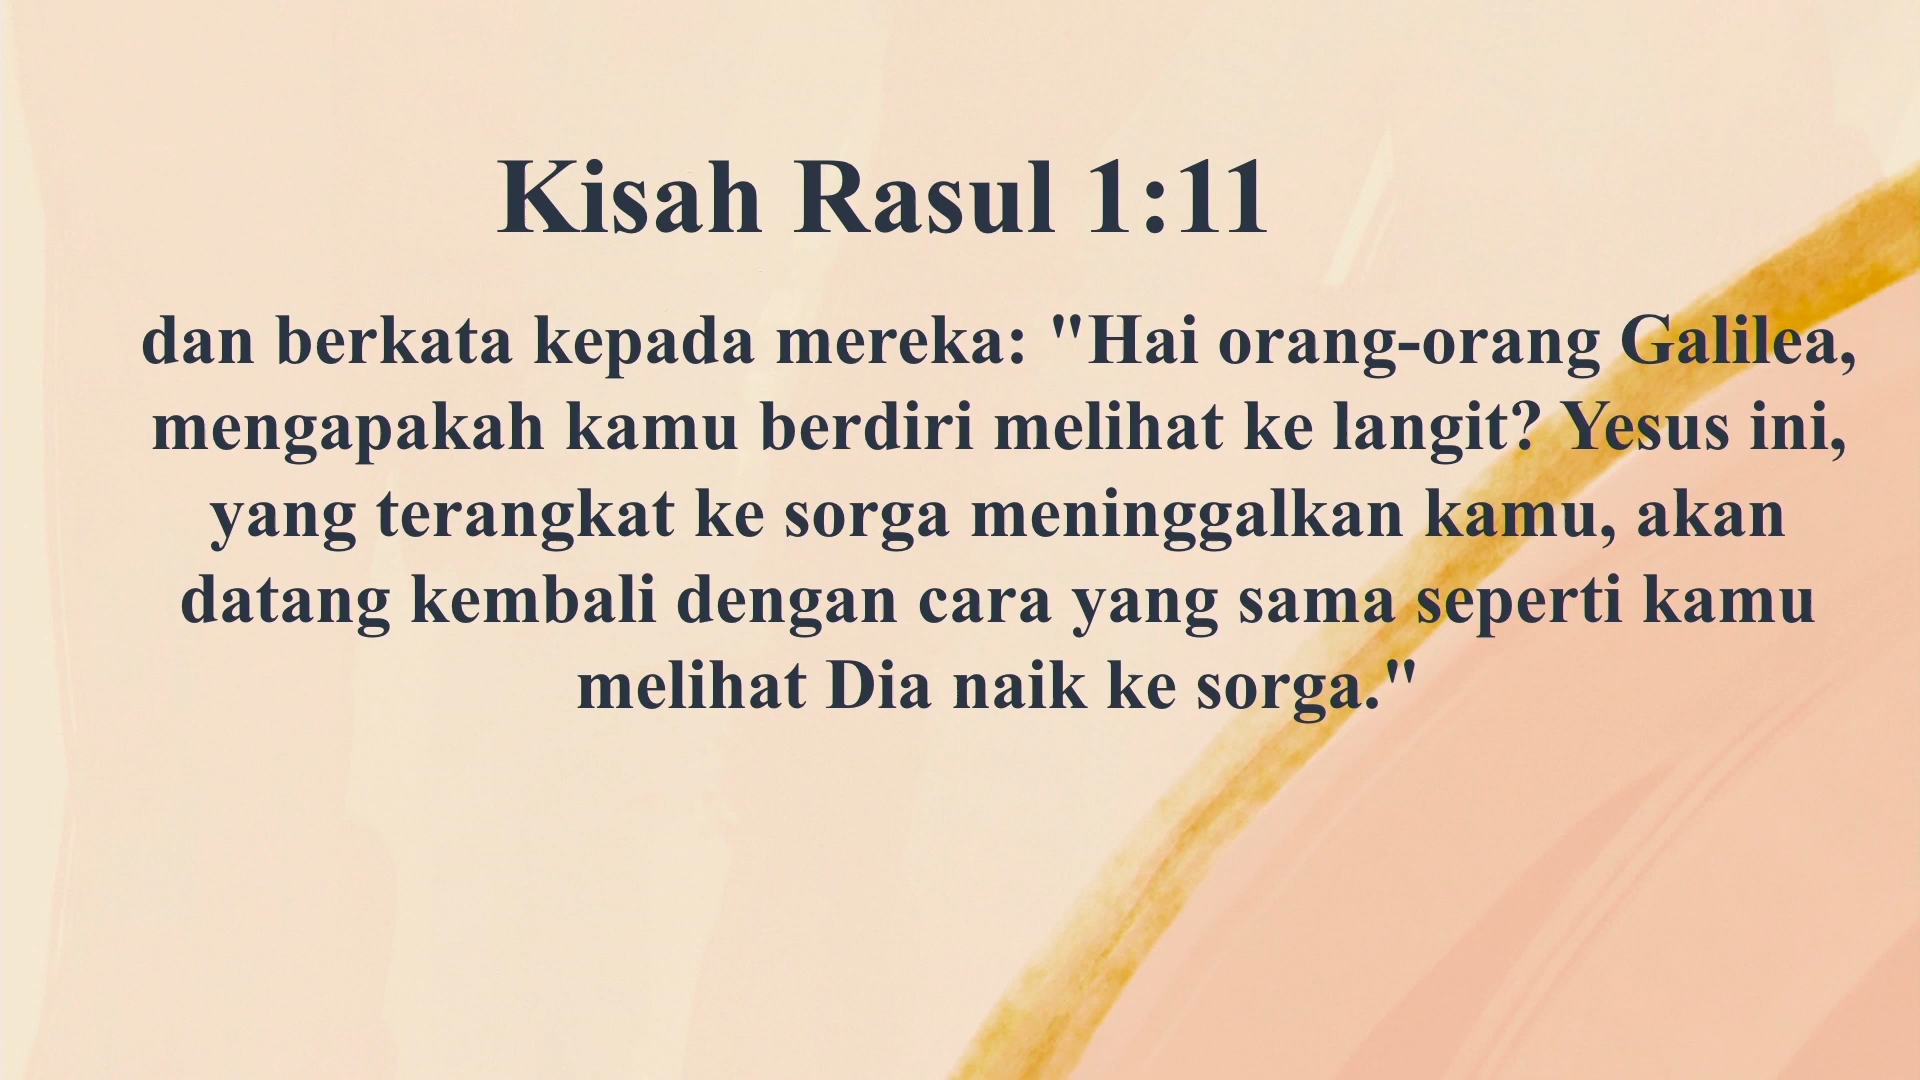 Kisah Rasul 1:11
dan berkata kepada mereka: "Hai orang-orang Galilea,
mengapakah kamu berdiri melihat ke langit? Yesus ini,
yang terangkat ke sorga meninggalkan kamu, akan
datang kembali dengan cara yang sama seperti kamu
melihat Dia naik ke sorga."